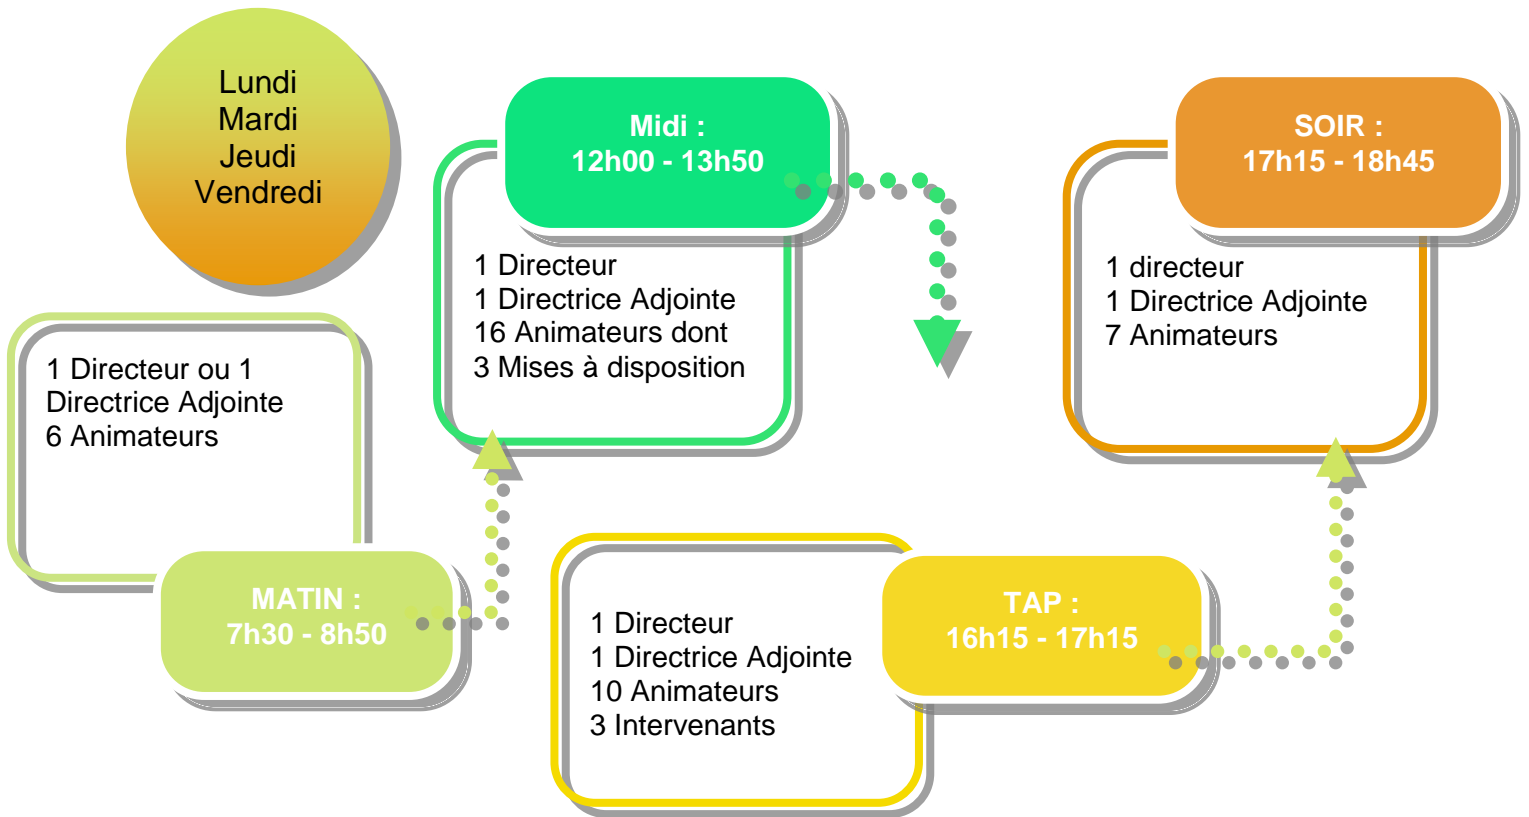 Lundi
Mardi
Jeudi
Vendredi
1 Directeur ou 1
Directrice Adjointe
6 Animateurs
MATIN :
7h30 - 8h50
Midi :
12h00 - 13h50
1 Directeur
1 Directrice Adjointe
16 Animateurs dont
3 Mises à disposition
TAP :
16h15 - 17h15
1 Directeur
1 Directrice Adjointe
10 Animateurs
3 Intervenants
SOIR :
17h15 - 18h45
1 directeur
1 Directrice Adjointe
7 Animateurs